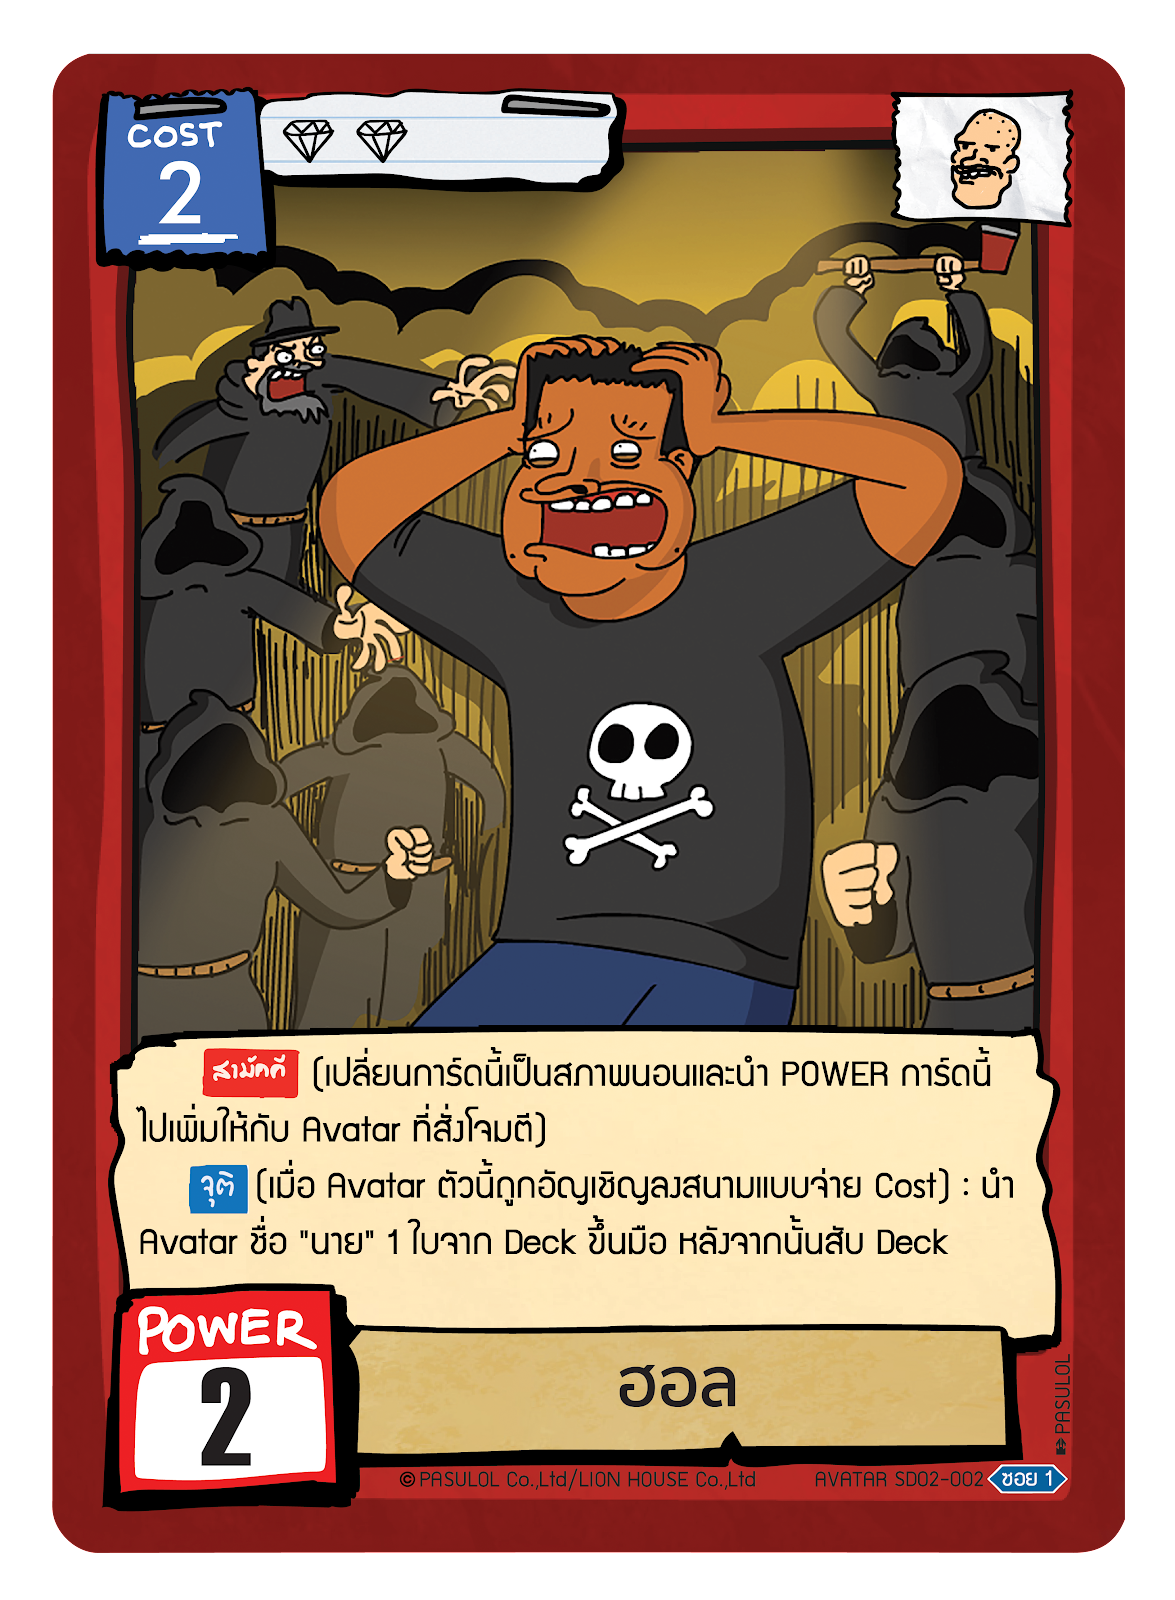 COST
2
สามัคคี (เปลี่ยนการ์ดนี้เป็นสภาพนอนและนำ POWER การ์ดนี้
ไปเพิ่มให้กับ Avatar ที่สั่งโจมตี)
จุติ (เมื่อ Avatar ตัวนี้ถูกอัญเชิญลงสนามแบบจ่าย Cost) : นำ
Avatar ชื่อ "นาย" 1 ใบจาก Deck ขึ้นมือ หลังจากนั้นสับ Deck
POWER
2
ฮอล
PASULOL
© PASULOL Co.,Ltd/LION HOUSE Co.,Ltd
AVATAR SD02-002 ซอย 1